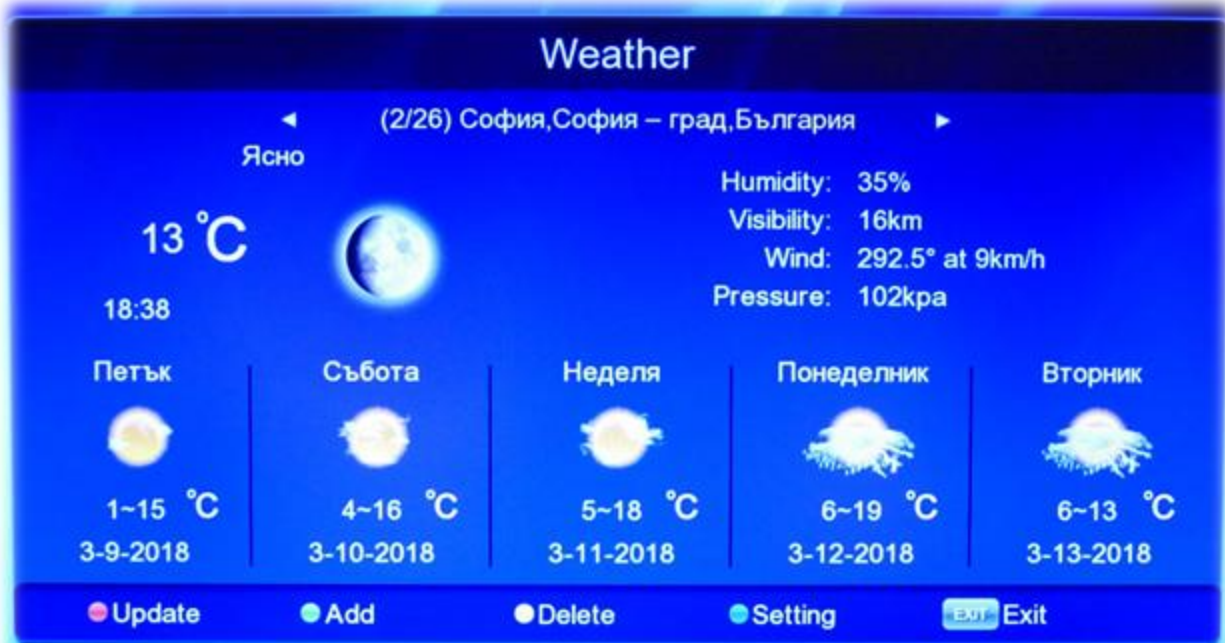 Weather
◄ (2/26) София,София – град,България ►
Ясно
Humidity: 35%
Visibility: 16km
13 °C
Wind: 292.5° at 9km/h
Pressure: 102kpa
18:38
Петък Събота Неделя Понеделник Вторник
1~15 °C 4~16 °C 5~18 °C 6~19 °C 6~13 °C
3-9-2018 3-10-2018 3-11-2018 3-12-2018 3-13-2018
Update Add Delete Setting EXIT Exit